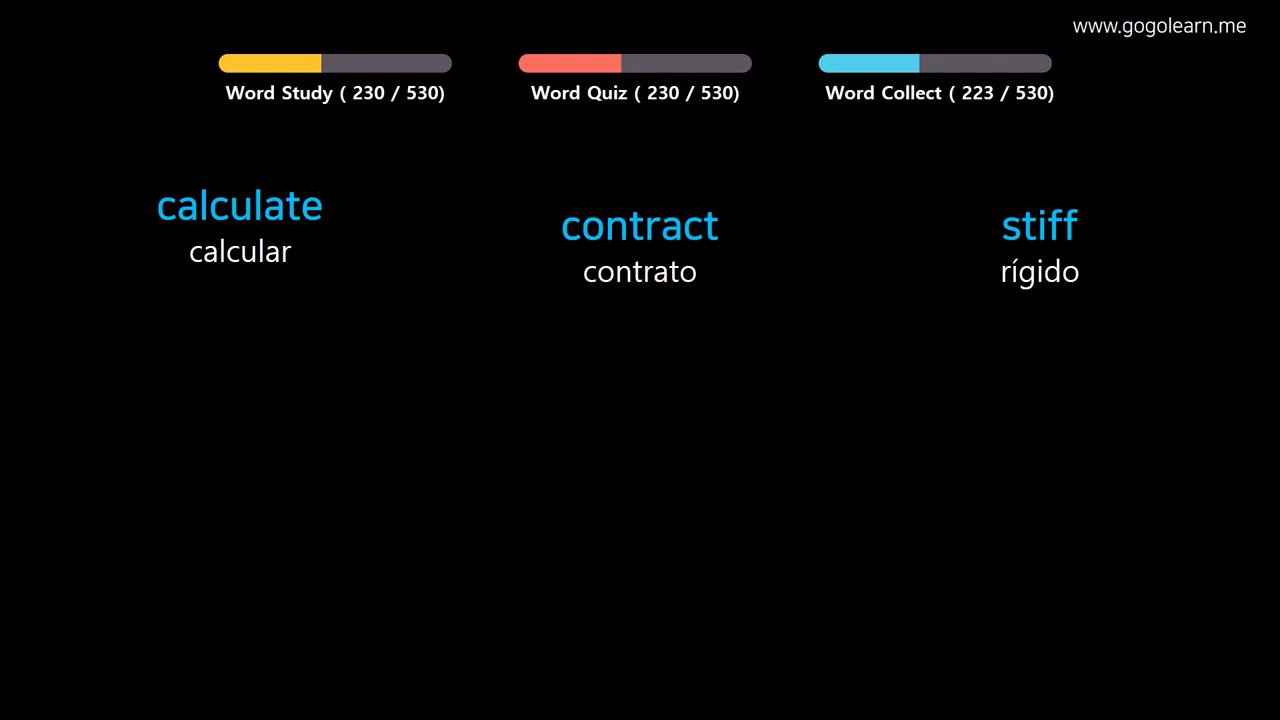 www.gogolearn.me
Word Study ( 230 / 530)
Word Quiz ( 230 / 530)
Word Collect ( 223 / 530)
calculate
calcular
contract
contrato
stiff
rígido